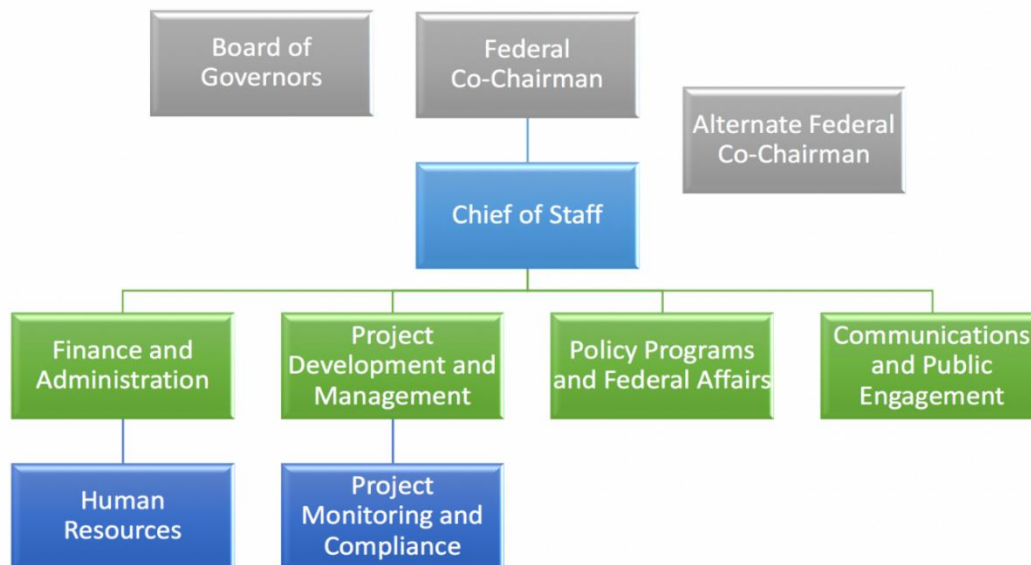 Board of
Governors
Federal
Co-Chairman
Alternate Federal
Co-Chairman
Chief of Staff
Finance and
Administration
Project
Development and
Management
Policy Programs
and Federal Affairs
Communications
and Public
Engagement
Human
Resources
Project
Monitoring and
Compliance